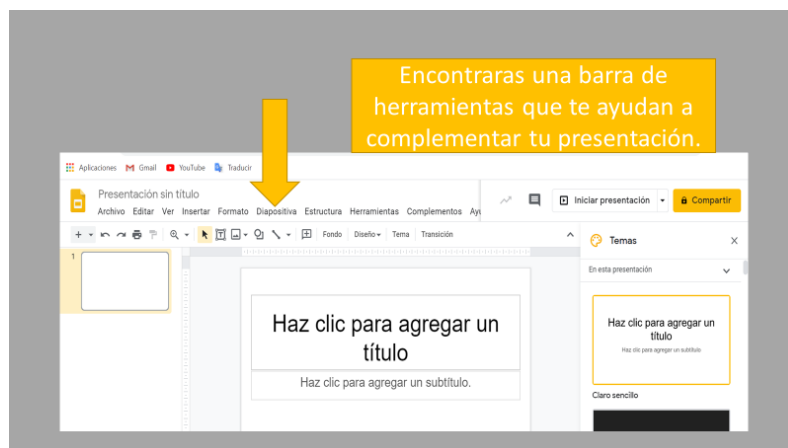 Encontraras una barra de
herramientas que te ayudan a
complementar tu presentación.
Aplicaciones Gmail YouTube Traducir
Presentación sin título
Archivo Editar Ver Insertar Formato Diapositiva Estructura Herramientas Complementos
Iniciar presentación Compartir
Fondo Diseño Tema Transición
Temas
1
En esta presentación
Haz clic para agregar un
título
Haz clic para agregar un subtítulo.
Haz clic para agregar un
título
Haz clic para agregar un subtítulo
Claro sencillo